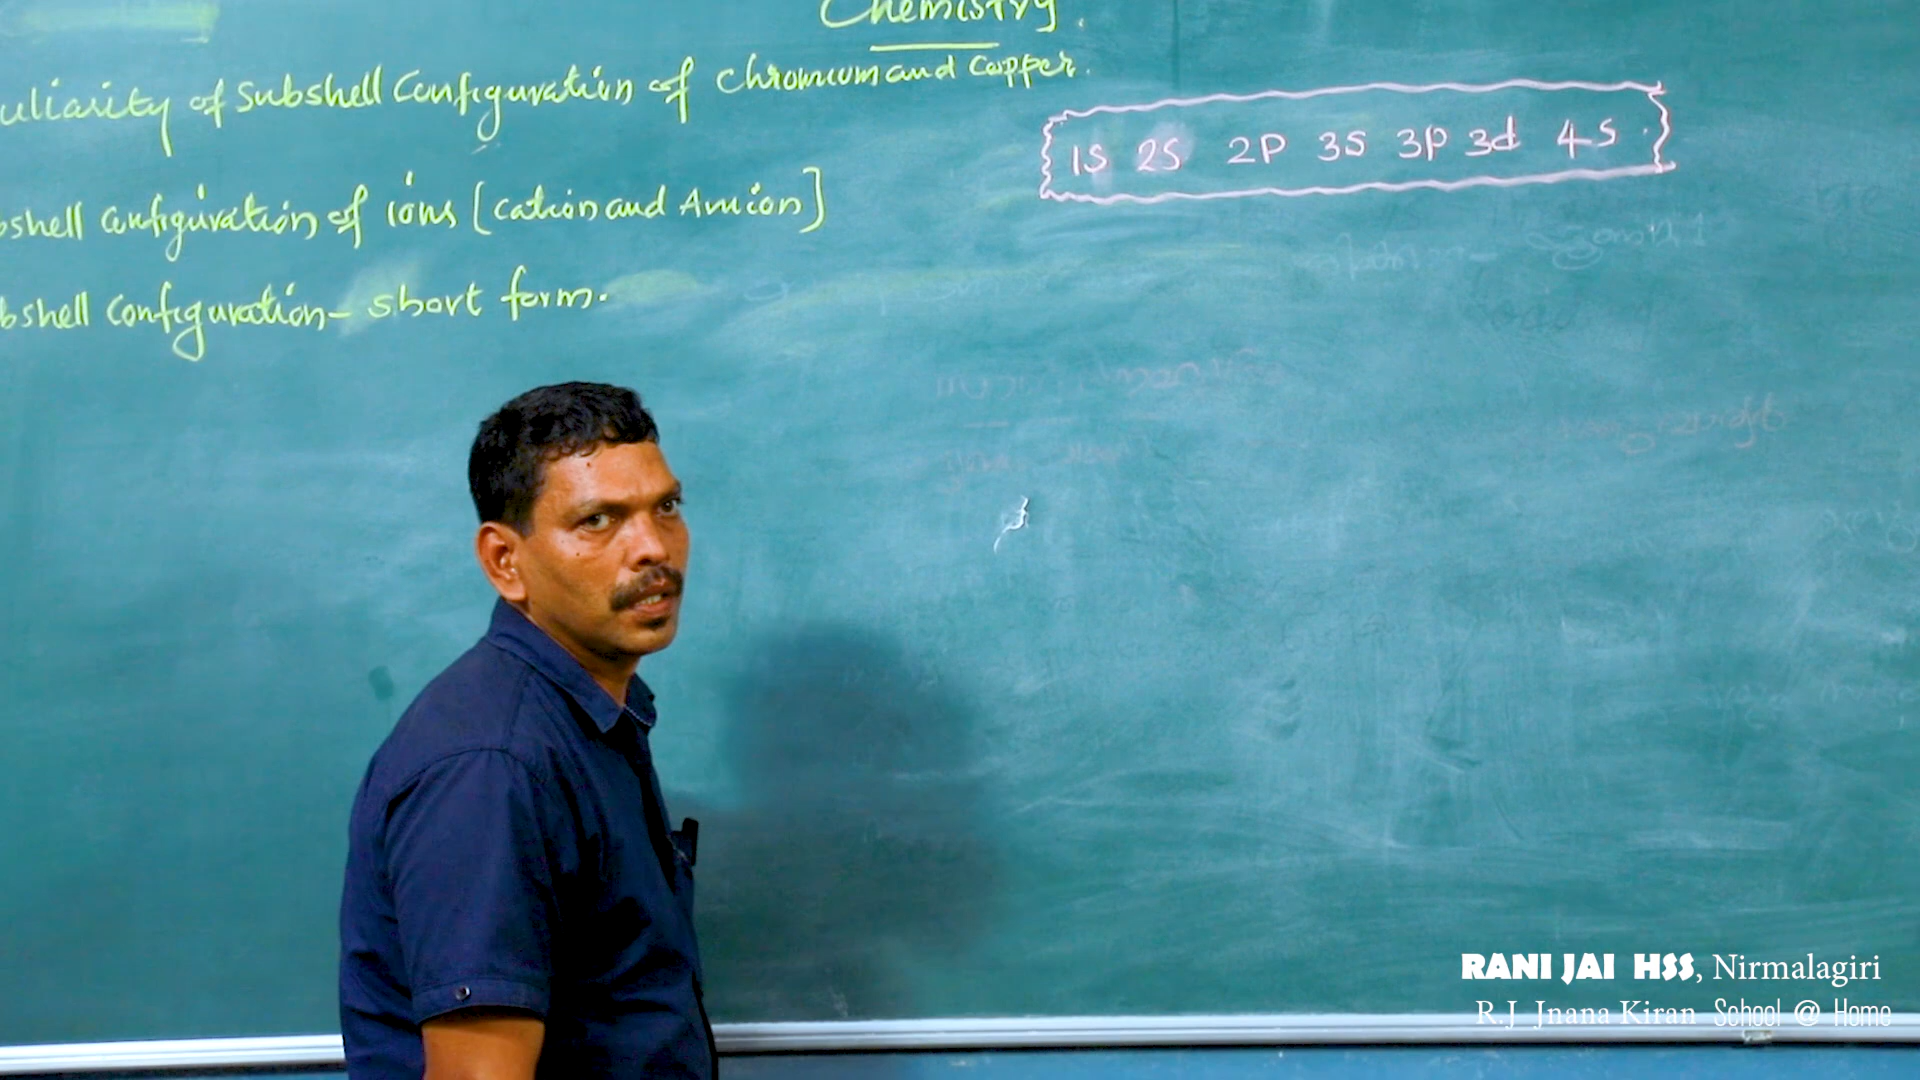 Chemistry
uliarity of Subshell Configuration of Chromium and Copper.
1S 2S 2P 3S 3P 3d 4S
bshell configuration of ions [cation and Anion]
bshell Configuration - short form.
RANI JAI HSS, Nirmalagiri
R.J Jnana Kiran School @ Home